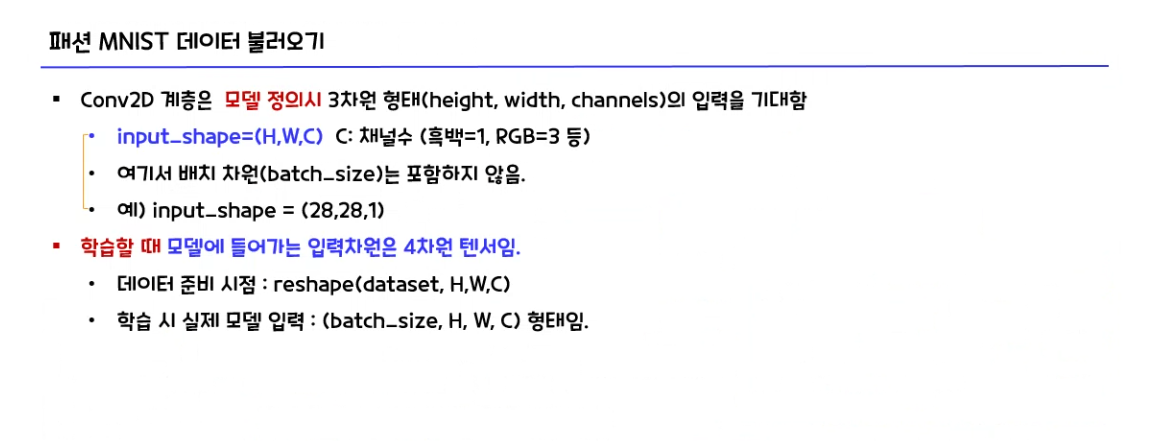 패션 MNIST 데이터 불러오기
▪ Conv2D 계층은 모델 정의시 3차원 형태(height, width, channels)의 입력을 기대함
• input_shape=(H,W,C) C: 채널수 (흑백=1, RGB=3 등)
• 여기서 배치 차원(batch_size)는 포함하지 않음.
• 예) input_shape = (28,28,1)
▪ 학습할 때 모델에 들어가는 입력차원은 4차원 텐서임.
• 데이터 준비 시점 : reshape(dataset, H,W,C)
• 학습 시 실제 모델 입력 : (batch_size, H, W, C) 형태임.